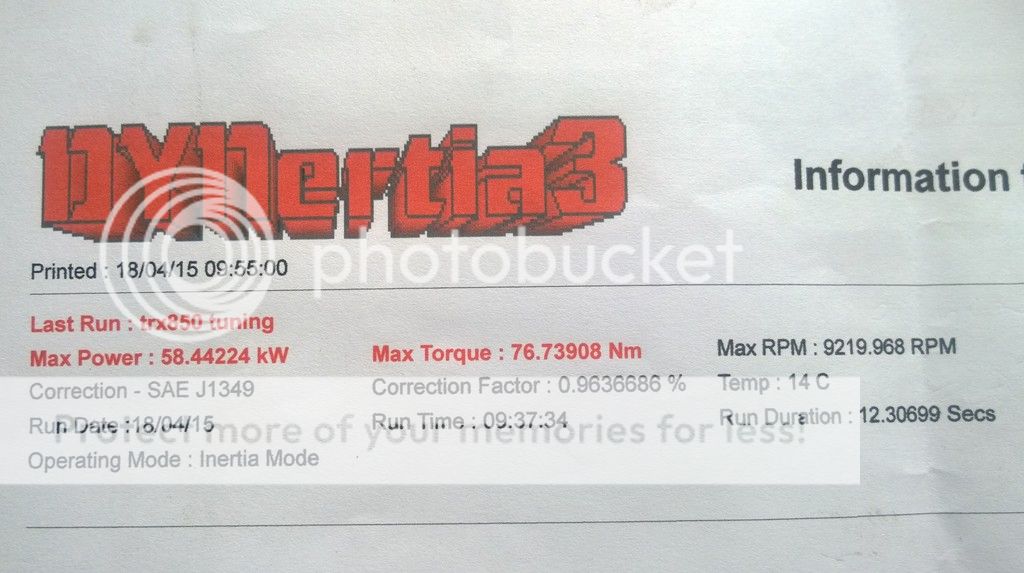 DYNertia3
Information
Printed : 18/04/15 09:55:00
Last Run : trx850 tuning
Max Power : 58.44224 kW Max Torque : 76.73908 Nm Max RPM : 9219.968 RPM
Correction - SAE J1349 Correction Factor : 0.9636686 % Temp : 14 C
Run Date :18/04/15 Run Time : 09:37:34 Run Duration : 12.30699 Secs
Operating Mode : Inertia Mode
photobucket
Protect more of your memories for less!